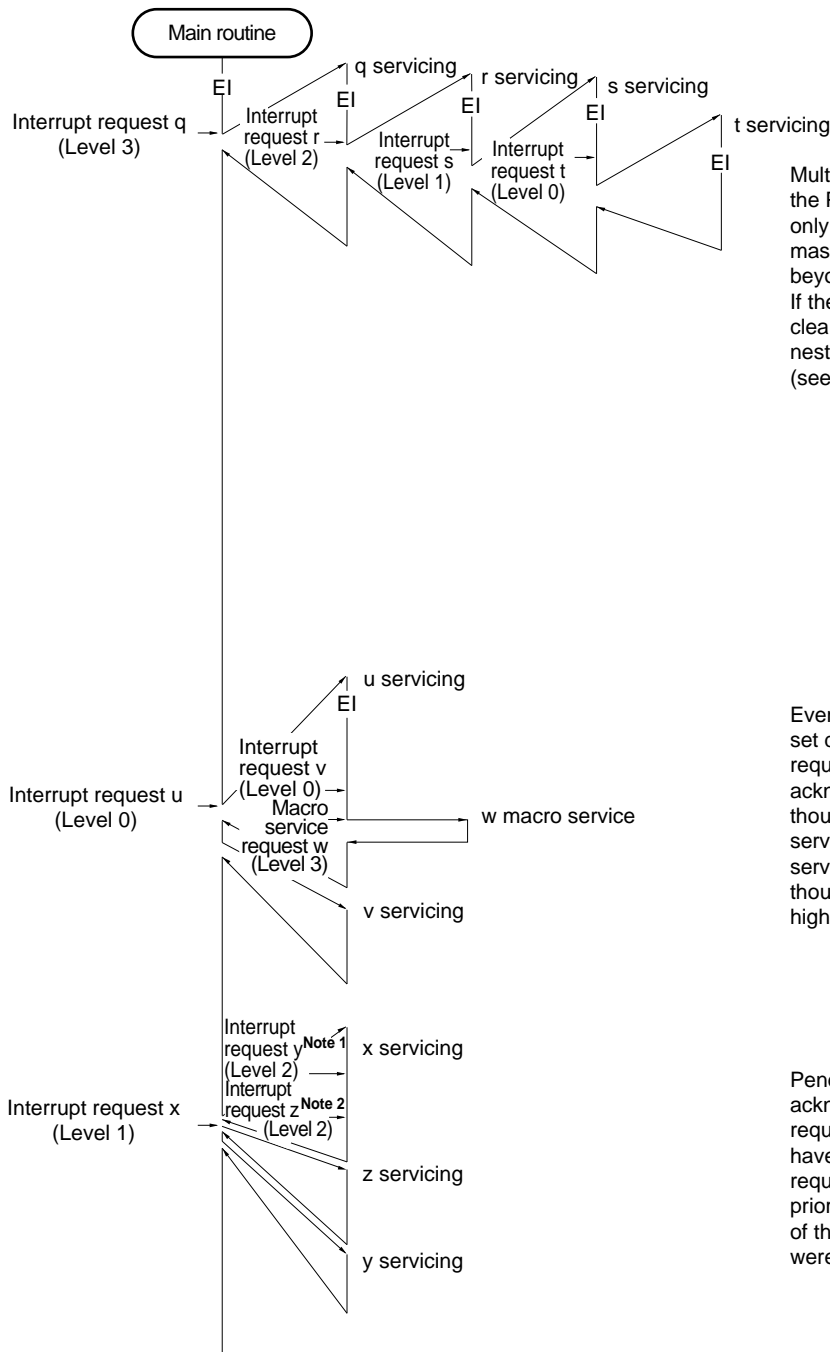 Main routine
EI
Interrupt request q
(Level 3)
q servicing
EI
Interrupt
request r
(Level 2)
r servicing
EI
Interrupt
request s
(Level 1)
s servicing
EI
Interrupt
request t
(Level 0)
t servicing
EI
Mult
the P
only
mas
beyo
If the
clea
nest
(see
u servicing
EI
Interrupt request u
(Level 0)
Interrupt
request v
(Level 0)
Macro
service
request w
(Level 3)
w macro service
v servicing
Ever
set o
requ
ackn
thou
serv
serv
thou
high
Interrupt request x
(Level 1)
Interrupt
request y Note 1
(Level 2)
Interrupt
request z Note 2
(Level 2)
x servicing
z servicing
y servicing
Pend
ackn
requ
have
requ
prior
of th
were